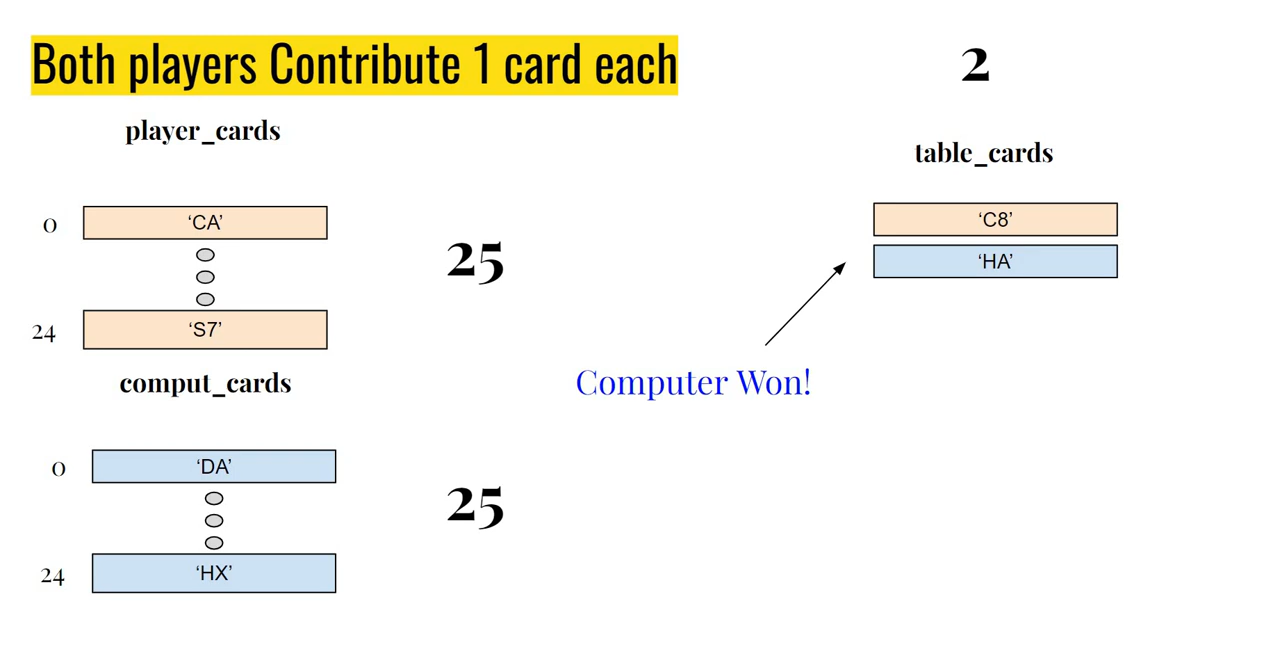 Both players Contribute 1 card each
2
player_cards
table_cards
0
‘CA’
25
24
‘S7’
‘C8’
‘HA’
comput_cards
Computer Won!
0
‘DA’
25
24
‘HX’